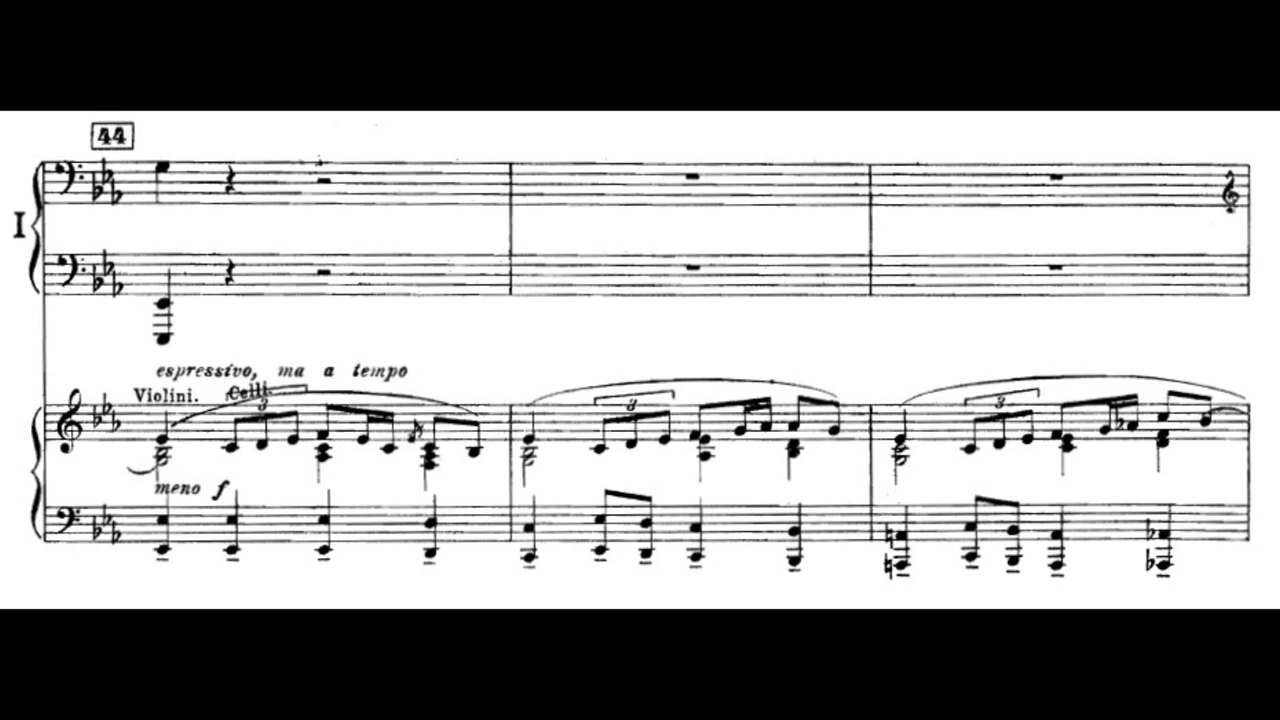 44
I
espressivo, ma a tempo
Violini. Celli.
3 3 3
meno f